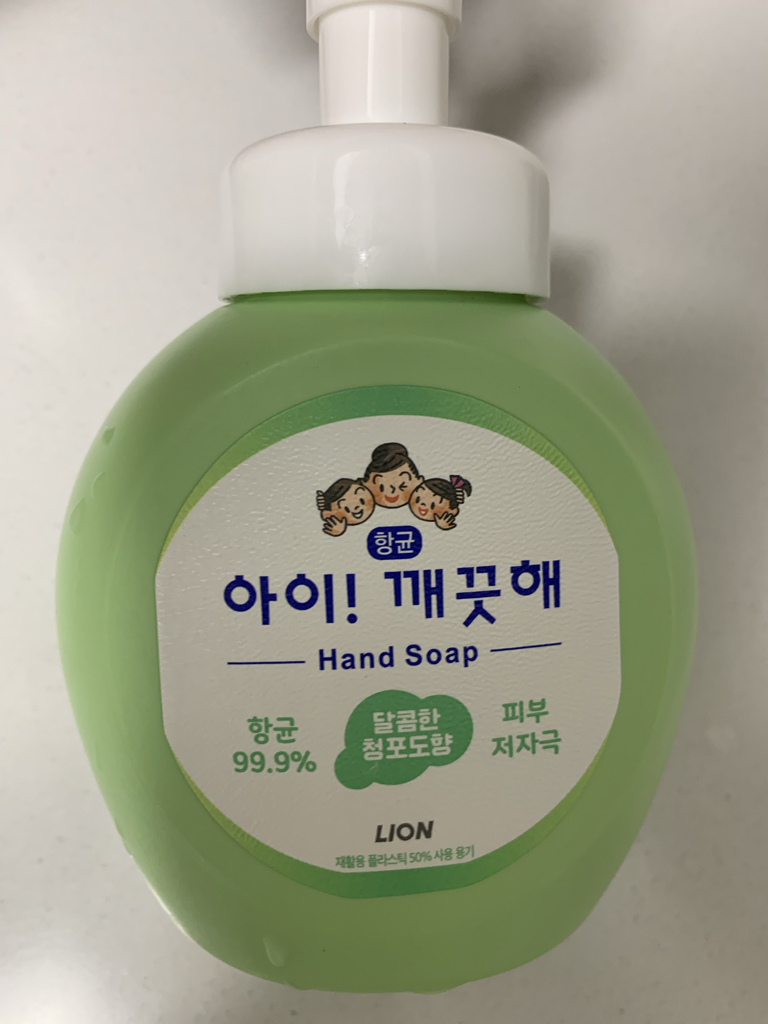 항균
아이! 깨끗해
Hand Soap
항균
99.9%
달콤한
청포도향
피부
저자극
LION
재활용 플라스틱 50% 사용 용기